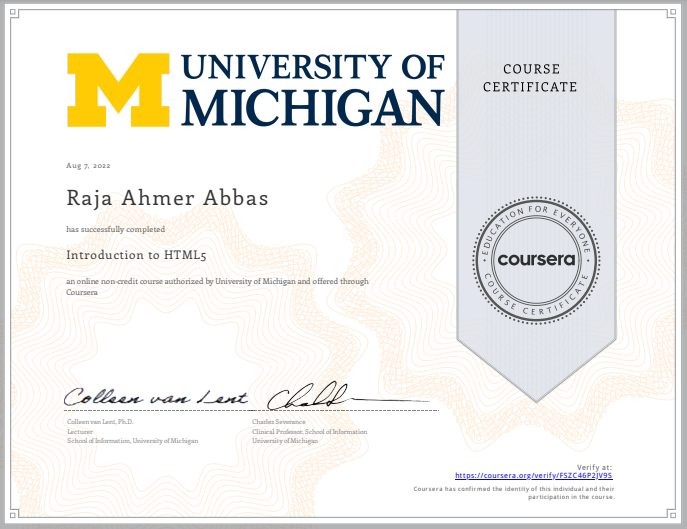 UNIVERSITY OF
MICHIGAN
COURSE
CERTIFICATE
Aug 7, 2022
Raja Ahmer Abbas
has successfully completed
Introduction to HTML5
an online non-credit course authorized by University of Michigan and offered through
Coursera
EDUCATION FOR EVERYONE
coursera
COURSE CERTIFICATE
Colleen van Lent
Colleen van Lent, Ph.D.
Lecturer
School of Information, University of Michigan
Charles Severance
Clinical Professor, School of Information
University of Michigan
Verify at:
https://coursera.org/verify/FSZC46P2JV9S
Coursera has confirmed the identity of this individual and their
participation in the course.